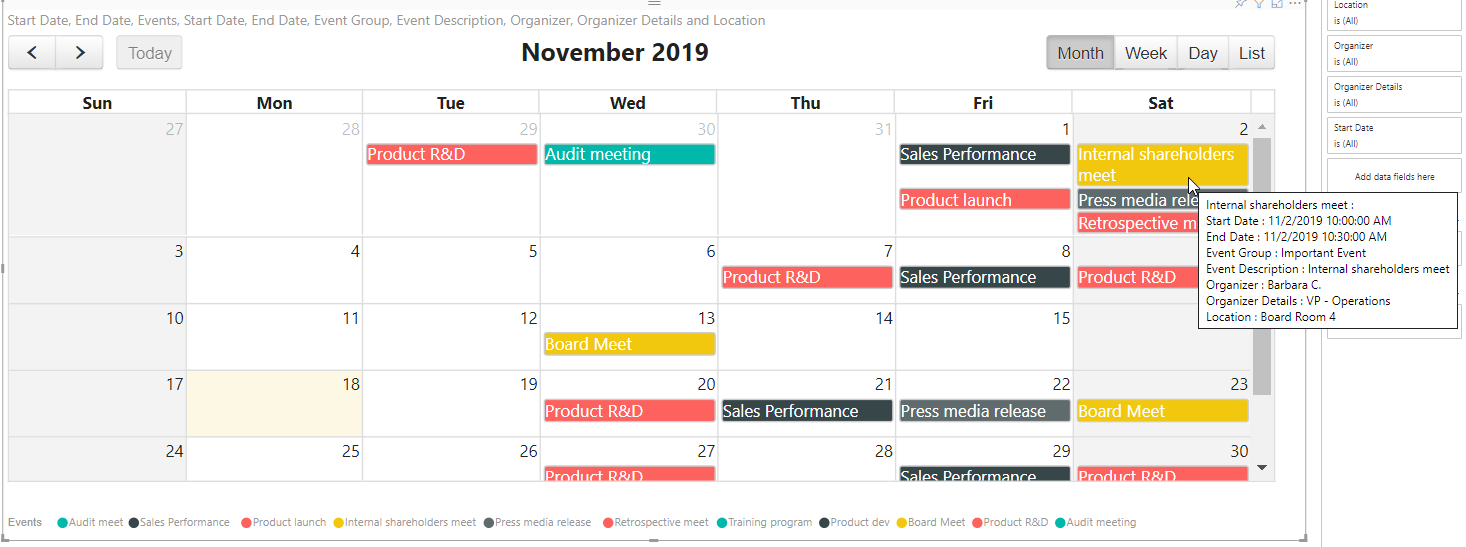 Start Date, End Date, Events, Start Date, End Date, Event Group, Event Description, Organizer, Organizer Details and Location
Today
November 2019
Month Week Day List
Sun Mon Tue Wed Thu Fri Sat
27 28 29 30 31 1 2
Product R&D Audit meeting Sales Performance Internal shareholders
meet
Product launch Press media rele
Retrospective m
3 4 5 6 7 8
Product R&D Sales Performance Product R&D
10 11 12 13 14 15
Board Meet
17 18 19 20 21 22 23
Product R&D Sales Performance Press media release Board Meet
24 25 26 27 28 29 30
Product R&D Sales Performance Product R&D
Internal shareholders meet :
Start Date : 11/2/2019 10:00:00 AM
End Date : 11/2/2019 10:30:00 AM
Event Group : Important Event
Event Description : Internal shareholders meet
Organizer : Barbara C.
Organizer Details : VP - Operations
Location : Board Room 4
Events Audit meet Sales Performance Product launch Internal shareholders meet Press media release Retrospective meet Training program Product dev Board Meet Product R&D Audit meeting
Location
is (All)
Organizer
is (All)
Organizer Details
is (All)
Start Date
is (All)
Add data fields here